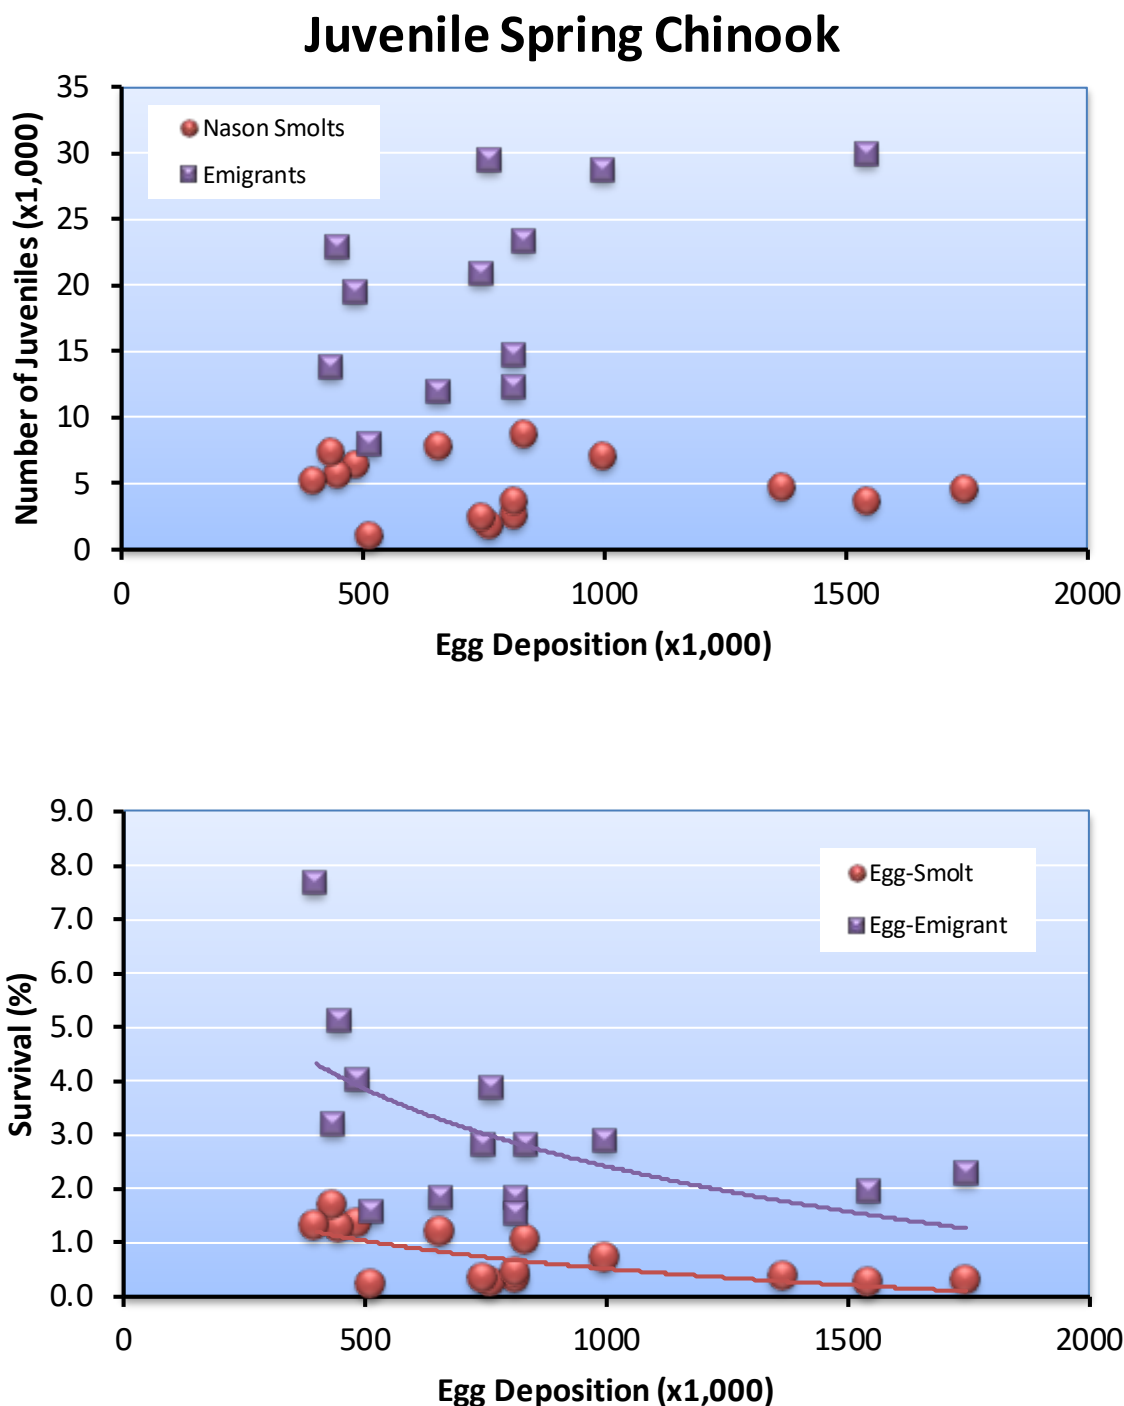 Juvenile Spring Chinook
Number of Juveniles (x1,000)
35
30
25
20
15
10
5
0
Nason Smolts
Emigrants
0 500 1000 1500 2000
Egg Deposition (x1,000)
Survival (%)
9.0
8.0
7.0
6.0
5.0
4.0
3.0
2.0
1.0
0.0
Egg-Smolt
Egg-Emigrant
0 500 1000 1500 2000
Egg Deposition (x1,000)